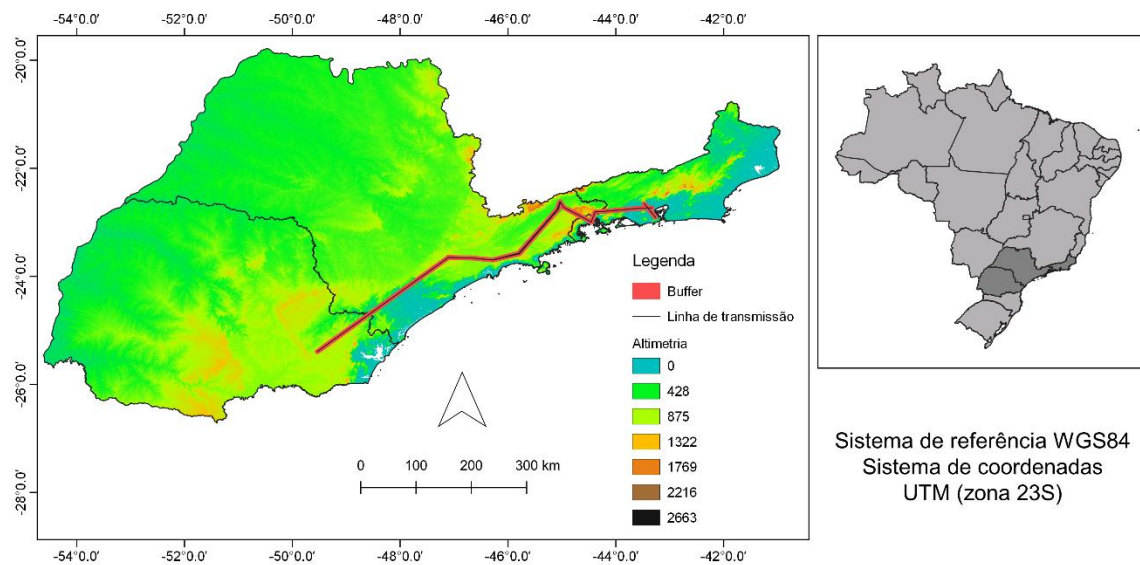 -54°0.0' -52°0.0' -50°0.0' -48°0.0' -46°0.0' -44°0.0' -42°0.0'
-20°0.0'
-22°0.0'
-24°0.0'
-26°0.0'
-28°0.0'
Legenda
Buffer
Linha de transmissão
Altimetria
0
428
875
1322
1769
2216
2663
0 100 200 300 km
-54°0.0' -52°0.0' -50°0.0' -48°0.0' -46°0.0' -44°0.0' -42°0.0'
Sistema de referência WGS84
Sistema de coordenadas
UTM (zona 23S)